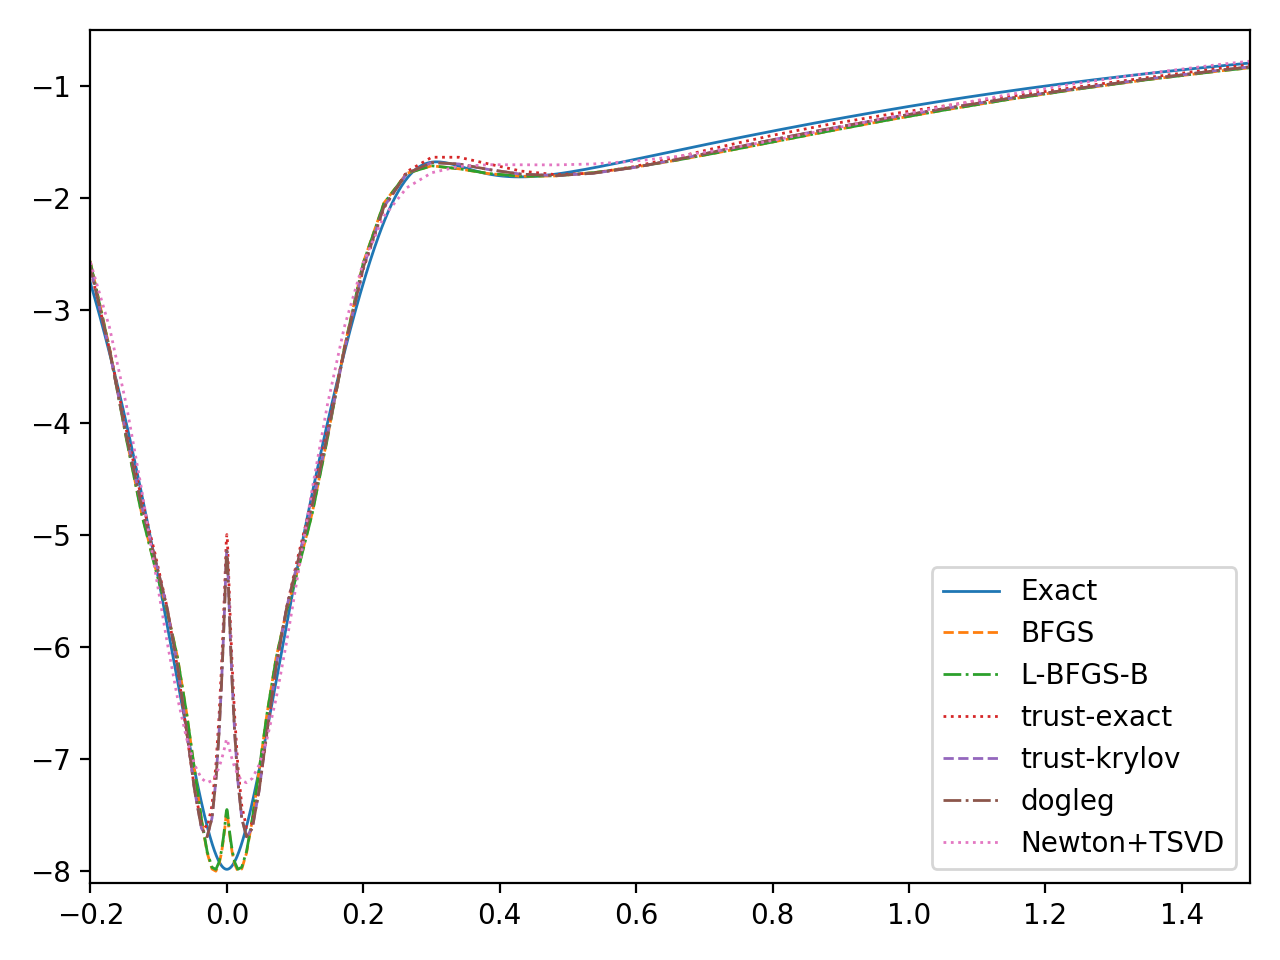 −1
−2
−3
−4
−5
−6
−7
−8
−0.2 0.0 0.2 0.4 0.6 0.8 1.0 1.2 1.4
Exact
BFGS
L-BFGS-B
trust-exact
trust-krylov
dogleg
Newton+TSVD